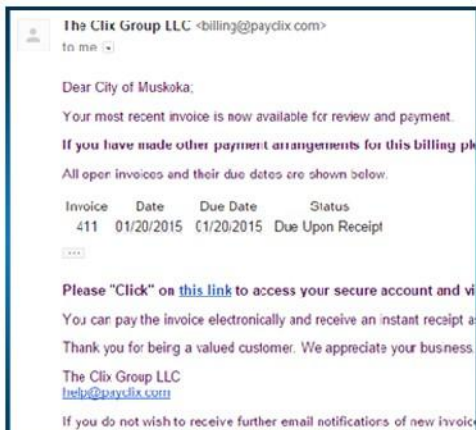 The Clix Group LLC <billing@payclix.com>
to me
Dear City of Muskoka;
Your most recent invoice is now available for review and payment.
If you have made other payment arrangements for this billing
All open invoices and their due dates are shown below.
Invoice Date Due Date Status
411 01/20/2015 01/20/2015 Due Upon Receipt
...
Please "Click" on this link to access your secure account and
You can pay the invoice electronically and receive an instant receipt
Thank you for being a valued customer. We appreciate your business.
The Clix Group LLC
help@payclix.com
If you do not wish to receive further email notifications of new